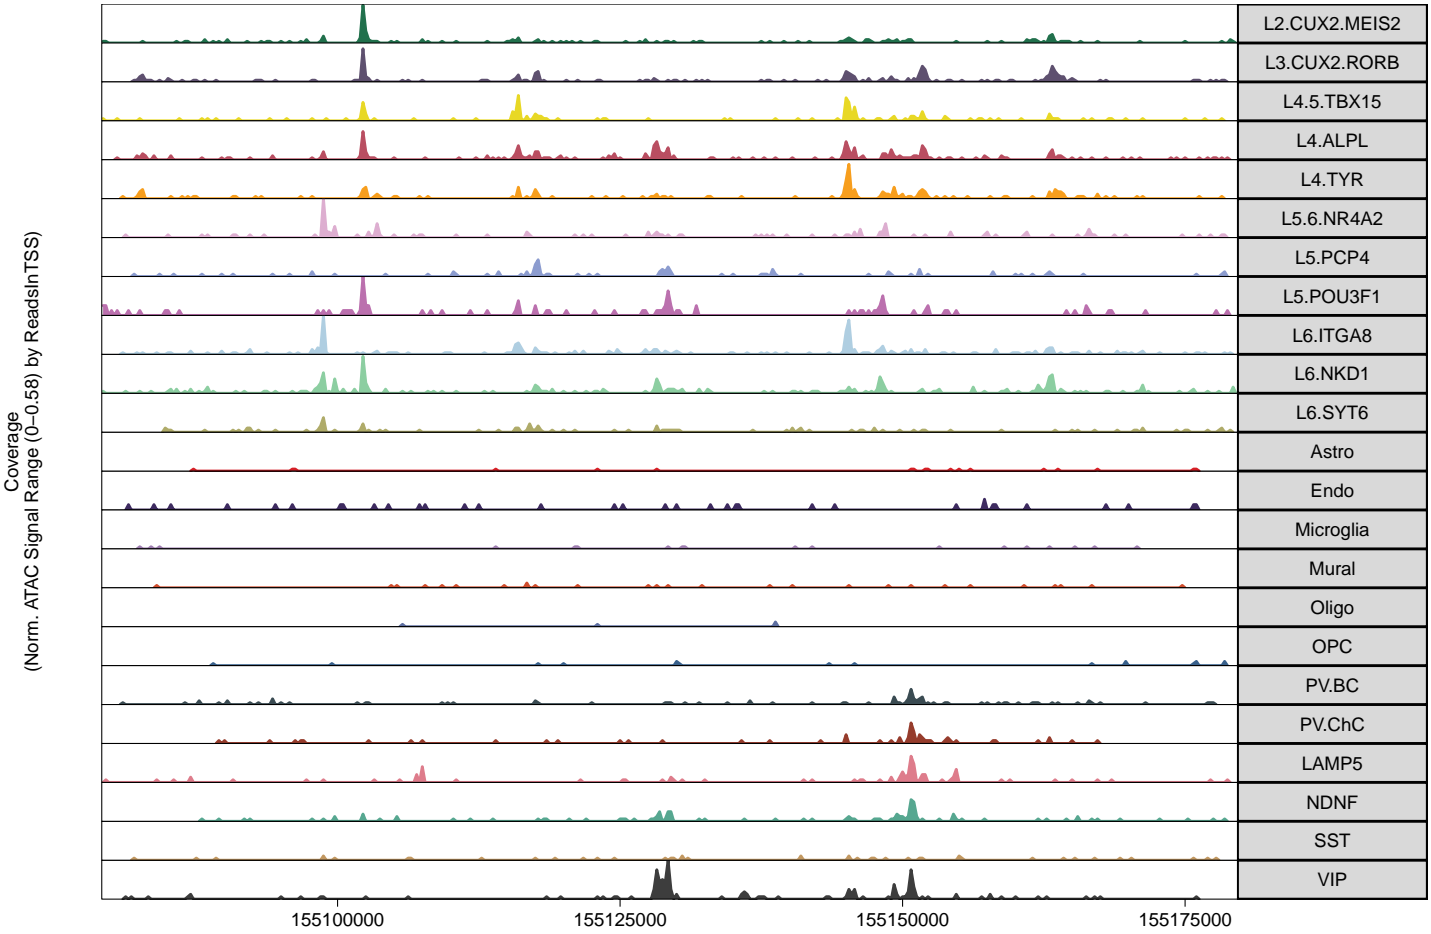 Coverage
(Norm. ATAC Signal Range (0–0.58) by ReadsInTSS)
L2.CUX2.MEIS2
L3.CUX2.RORB
L4.5.TBX15
L4.ALPL
L4.TYR
L5.6.NR4A2
L5.PCP4
L5.POU3F1
L6.ITGA8
L6.NKD1
L6.SYT6
Astro
Endo
Microglia
Mural
Oligo
OPC
PV.BC
PV.ChC
LAMP5
NDNF
SST
VIP
155100000 155125000 155150000 155175000